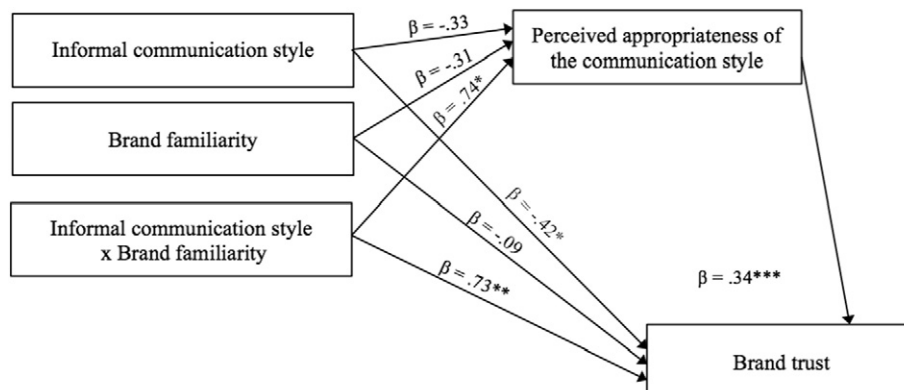 Informal communication style
β = -.33
Perceived appropriateness of
the communication style
β = -.31
β = .74*
Brand familiarity
Informal communication style
x Brand familiarity
β = -.42*
β = -.09
β = .73**
β = .34***
Brand trust